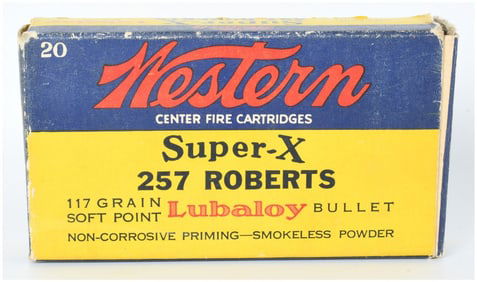 20
Western
CENTER FIRE CARTRIDGES
Super-X
257 ROBERTS
117 GRAIN
SOFT POINT Lubaloy BULLET
NON-CORROSIVE PRIMING—SMOKELESS POWDER